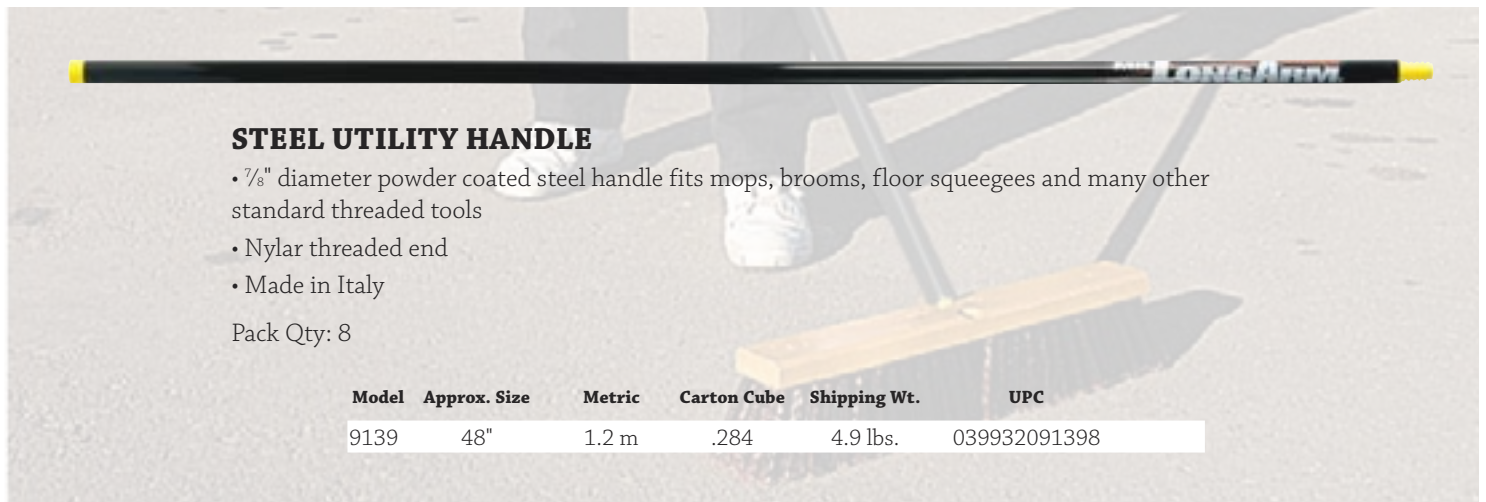 MR LONGARM
STEEL UTILITY HANDLE
• ⅞" diameter powder coated steel handle fits mops, brooms, floor squeegees and many other
standard threaded tools
• Nylar threaded end
• Made in Italy
Pack Qty: 8
Model Approx. Size Metric Carton Cube Shipping Wt. UPC
9139 48" 1.2 m .284 4.9 lbs. 039932091398